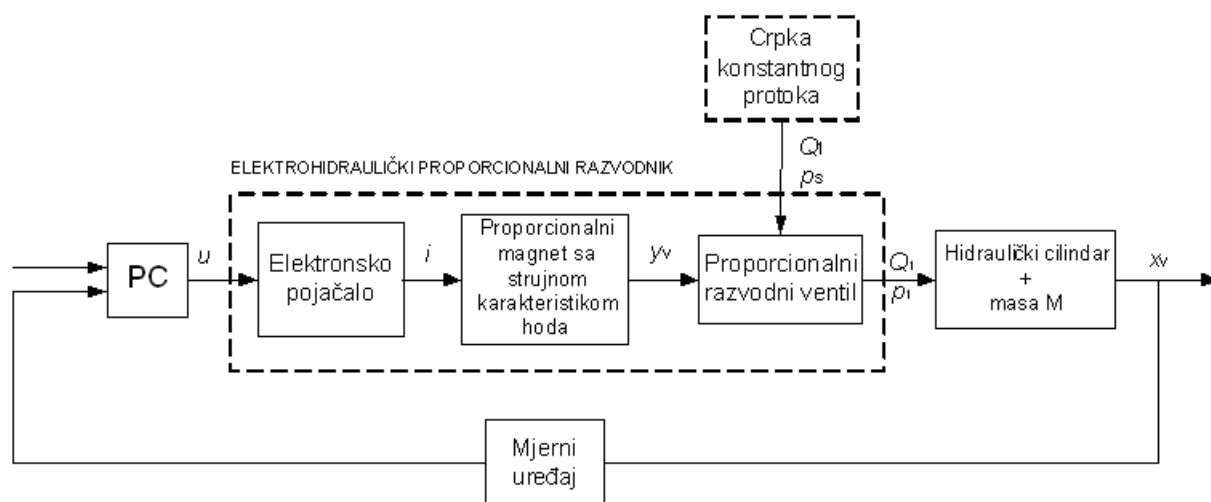 Crpka
konstantnog
protoka
Q1
ps
ELEKTROHIDRAULIČKI PROPORCIONALNI RAZVODNIK
PC
u
Elektronsko
pojačalo
i
Proporcionalni
magnet sa
strujnom
karakteristikom
hoda
yv
Proporcionalni
razvodni ventil
Q1
p1
Hidraulički cilindar
+
masa M
xv
Mjerni
uređaj